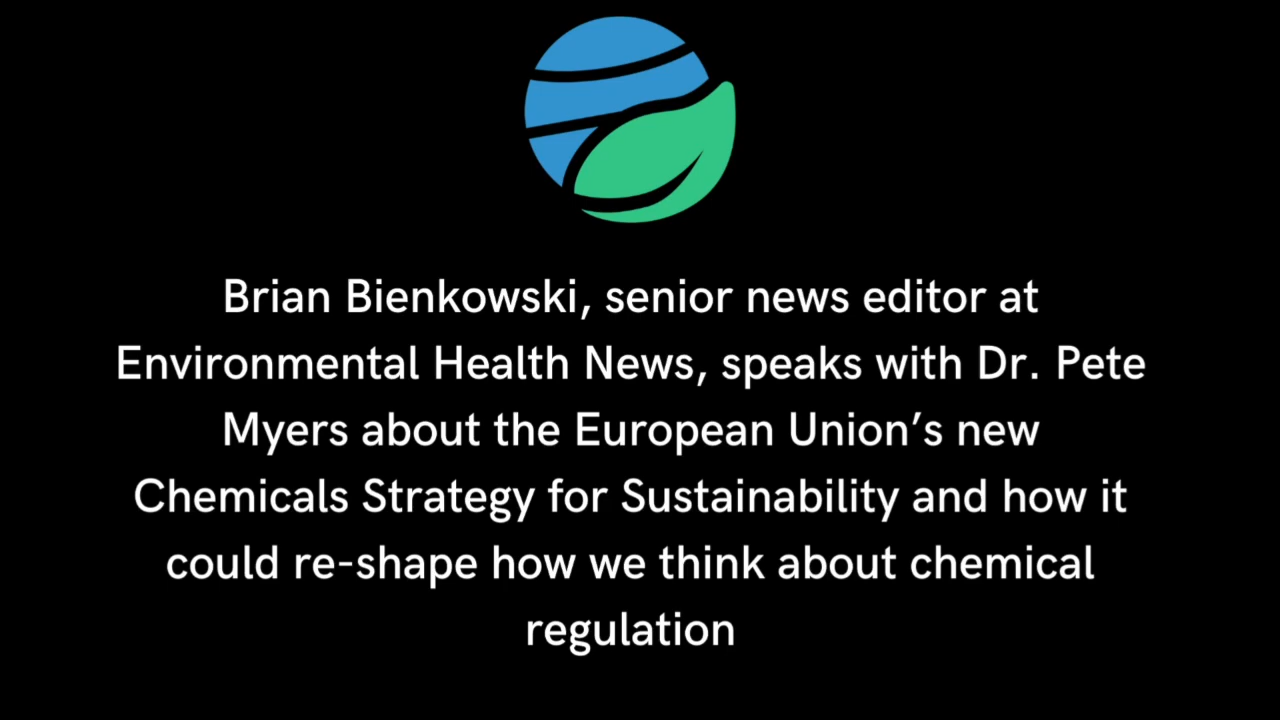 Brian Bienkowski, senior news editor at
Environmental Health News, speaks with Dr. Pete
Myers about the European Union’s new
Chemicals Strategy for Sustainability and how it
could re-shape how we think about chemical
regulation